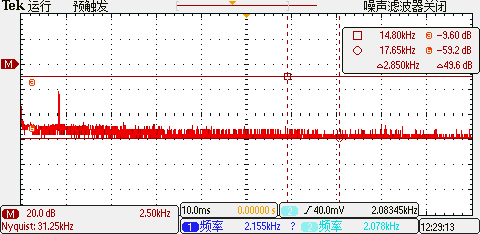 Tek 运行 预触发 噪声滤波器关闭
14.80kHz -9.60 dB
17.65kHz -59.2 dB
△2.850kHz △49.6 dB
M
M 20.0 dB 2.50kHz
Nyquist: 31.25kHz
10.0ms 0.00000 s
2 40.0mV 2.08345kHz
1 频率 2.155kHz ? 2 频率 2.078kHz
12:29:13